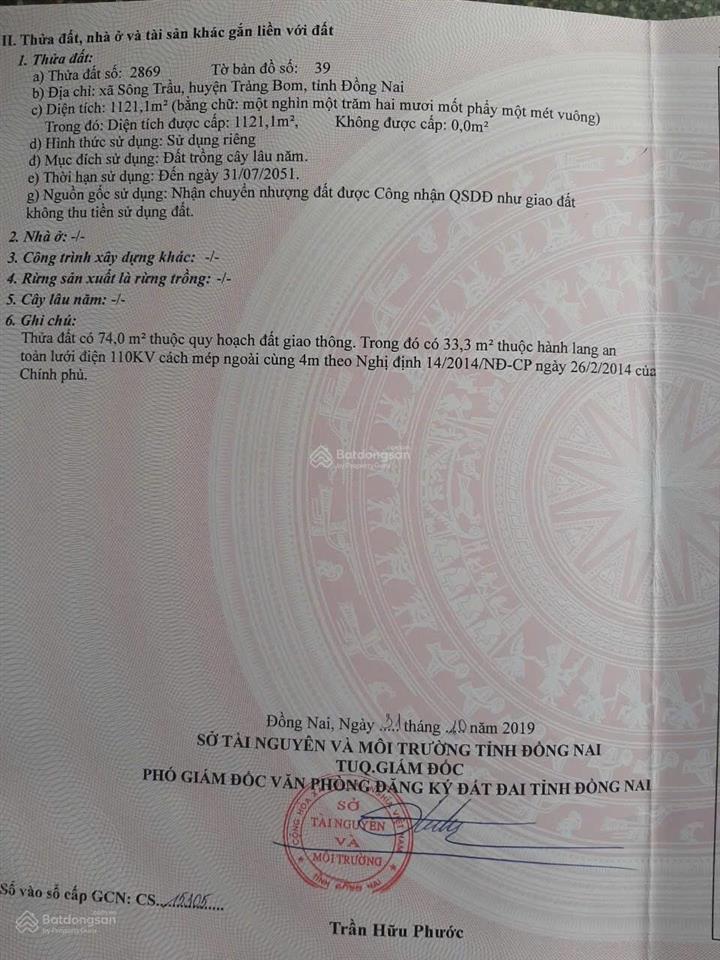 II. Thửa đất, nhà ở và tài sản khác gắn liền với đất
1. Thửa đất:
a) Thửa đất số: 2869 Tờ bản đồ số: 39
b) Địa chỉ: xã Sông Trầu, huyện Trảng Bom, tỉnh Đồng Nai
c) Diện tích: 1121,1m² (bằng chữ: một nghìn một trăm hai mươi mốt phẩy một mét vuông)
Trong đó: Diện tích được cấp: 1121,1m², Không được cấp: 0,0m²
d) Hình thức sử dụng: Sử dụng riêng
đ) Mục đích sử dụng: Đất trồng cây lâu năm.
e) Thời hạn sử dụng: Đến ngày 31/07/2051.
g) Nguồn gốc sử dụng: Nhận chuyển nhượng đất được Công nhận QSDĐ như giao đất
không thu tiền sử dụng đất.
2. Nhà ở: -/-
3. Công trình xây dựng khác: -/-
4. Rừng sản xuất là rừng trồng: -/-
5. Cây lâu năm: -/-
6. Ghi chú:
Thửa đất có 74,0 m² thuộc quy hoạch đất giao thông. Trong đó có 33,3 m² thuộc hành lang an
toàn lưới điện 110KV cách mép ngoài cùng 4m theo Nghị định 14/2014/NĐ-CP ngày 26/2/2014 của
Chính phủ.
Batdongsan
by PropertyGuru
Đồng Nai, Ngày 31 tháng 10 năm 2019
SỞ TÀI NGUYÊN VÀ MÔI TRƯỜNG TỈNH ĐỒNG NAI
TUQ.GIÁM ĐỐC
PHÓ GIÁM ĐỐC VĂN PHÒNG ĐĂNG KÝ ĐẤT ĐAI TỈNH ĐỒNG NAI
SỞ
TÀI NGUYÊN
VÀ
MÔI TRƯỜNG
TỈNH ĐỒNG NAI
Số vào sổ cấp GCN: CS...15105.....
Batdongsan
by PropertyGuru
Trần Hữu Phước